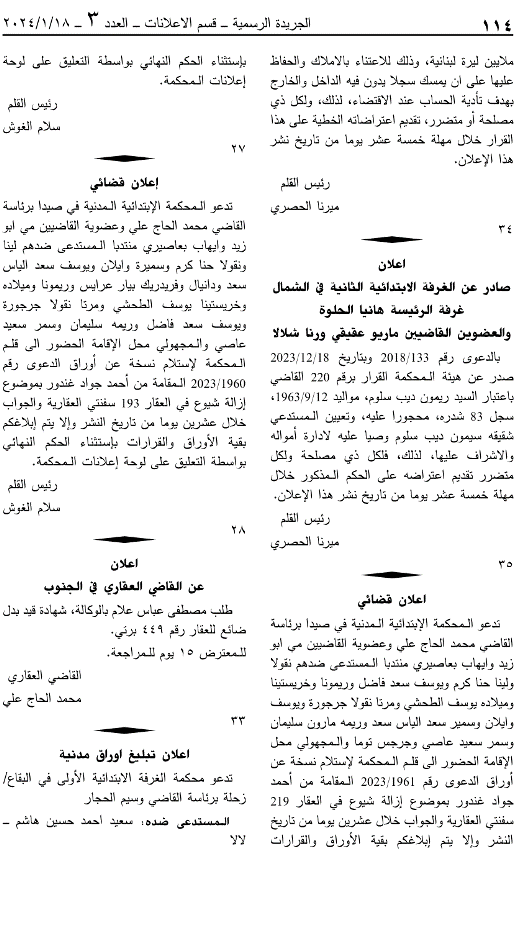 ١١٤
الجريدة الرسمية – قسم الاعلانات – العدد ٣ – ٢٠٢٤/١/١٨
ملايين ليرة لبنانية، وذلك للاعتناء بالاملاك والحفاظ
عليها على ان يمسك سجلا يدون فيه الداخل والخارج
بهدف تأدية الحساب عند الاقتضاء، لذلك، ولكل ذي
مصلحة أو متضرر، تقديم اعتراضاته الخطية على هذا
القرار خلال مهلة خمسة عشر يوما من تاريخ نشر
هذا الإعلان.
رئيس القلم
ميرنا الحصري
٣٤
اعلان
صادر عن الغرفة الابتدائية الثانية في الشمال
غرفة الرئيسة هانيا الحلوة
والعضوين القاضيين ماريو عقيقي ورنا شلالا
بالدعوى رقم 2018/133 وبتاريخ 2023/12/18
صدر عن هيئة المحكمة القرار برقم 220 القاضي
باعتبار السيد ريمون ديب سلوم، مواليد 1963/9/12،
سجل 83 شدره، محجورا عليه، وتعيين المستدعي
شقيقه سيمون ديب سلوم وصيا عليه لادارة أمواله
والاشراف عليها، لذلك، فلكل ذي مصلحة ولكل
متضرر تقديم اعتراضه على الحكم المذكور خلال
مهلة خمسة عشر يوما من تاريخ نشر هذا الإعلان.
رئيس القلم
ميرنا الحصري
٣٥
اعلان قضائي
تدعو المحكمة الإبتدائية المدنية في صيدا برئاسة
القاضي محمد الحاج علي وعضوية القاضيين مي ابو
زيد وايهاب بعاصيري منتدبا المستدعى ضدهم نقولا
ولينا حنا كرم ويوسف سعد فاضل وريمونا وخريستينا
وميلاده يوسف الطحشي ومرتا نقولا جرجورة ويوسف
وايلان وسمير سعد الياس سعد وريمه مارون سليمان
وسمر سعيد عاصي وجرجس توما والمجهولي محل
الإقامة الحضور الى قلم المحكمة لإستلام نسخة عن
أوراق الدعوى رقم 2023/1961 المقامة من أحمد
جواد غندور بموضوع إزالة شيوع في العقار 219
سفنتي العقارية والجواب خلال عشرين يوما من تاريخ
النشر وإلا يتم إبلاغكم بقية الأوراق والقرارات
بإستثناء الحكم النهائي بواسطة التعليق على لوحة
إعلانات المحكمة.
رئيس القلم
سلام الغوش
٢٧
إعلان قضائي
تدعو المحكمة الإبتدائية المدنية في صيدا برئاسة
القاضي محمد الحاج علي وعضوية القاضيين مي ابو
زيد وايهاب بعاصيري منتدبا المستدعى ضدهم لينا
ونقولا حنا كرم وسميرة وايلان ويوسف سعد الياس
سعد ودانيال وفريدريك بيار عرايس وريمونا وميلاده
وخريستينا يوسف الطحشي ومرتا نقولا جرجورة
ويوسف سعد فاضل وريمه سليمان وسمر سعيد
عاصي والمجهولي محل الإقامة الحضور الى قلم
المحكمة لإستلام نسخة عن أوراق الدعوى رقم
2023/1960 المقامة من أحمد جواد غندور بموضوع
إزالة شيوع في العقار 193 سفنتي العقارية والجواب
خلال عشرين يوما من تاريخ النشر وإلا يتم إبلاغكم
بقية الأوراق والقرارات بإستثناء الحكم النهائي
بواسطة التعليق على لوحة إعلانات المحكمة.
رئيس القلم
سلام الغوش
٢٨
اعلان
عن القاضي العقاري في الجنوب
طلب مصطفى عباس علام بالوكالة، شهادة قيد بدل
ضائع للعقار رقم ٤٤٩ برتي.
للمعترض ١٥ يوم للمراجعة.
القاضي العقاري
محمد الحاج علي
٣٣
اعلان تبليغ اوراق مدنية
تدعو محكمة الغرفة الابتدائية الأولى في البقاع/
زحلة برئاسة القاضي وسيم الحجار
المستدعى ضده: سعيد احمد حسين هاشم –
لالا